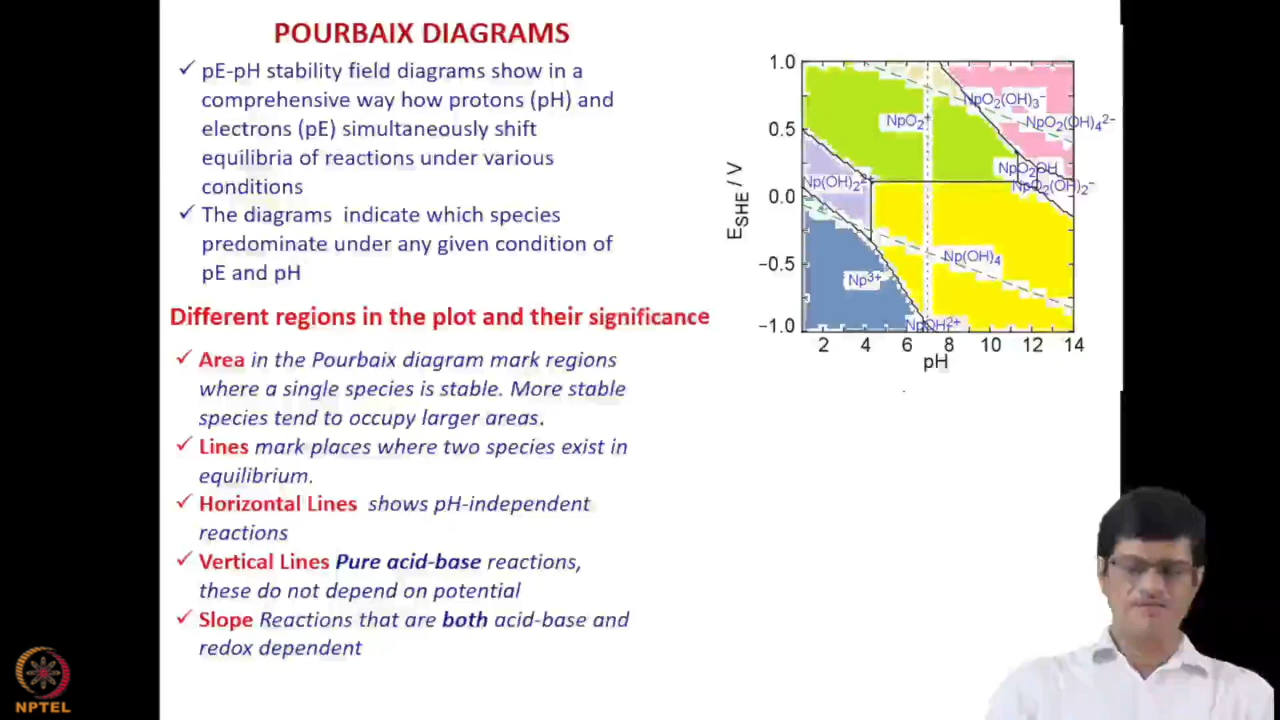 POURBAIX DIAGRAMS
✓ pE-pH stability field diagrams show in a
comprehensive way how protons (pH) and
electrons (pE) simultaneously shift
equilibria of reactions under various
conditions
✓ The diagrams indicate which species
predominate under any given condition of
pE and pH
Different regions in the plot and their significance
✓ Area in the Pourbaix diagram mark regions
where a single species is stable. More stable
species tend to occupy larger areas.
✓ Lines mark places where two species exist in
equilibrium.
✓ Horizontal Lines shows pH-independent
reactions
✓ Vertical Lines Pure acid-base reactions,
these do not depend on potential
✓ Slope Reactions that are both acid-base and
redox dependent
E_SHE / V
1.0
0.5
0.0
−0.5
−1.0
NpO₂(OH)₃⁻
NpO₂⁺
NpO₂(OH)₄²⁻
NpO₂OH
Np(OH)₂²⁺
NpO₂(OH)₂⁻
Np(OH)₄
Np³⁺
NpOH²⁺
2 4 6 8 10 12 14
pH
NPTEL